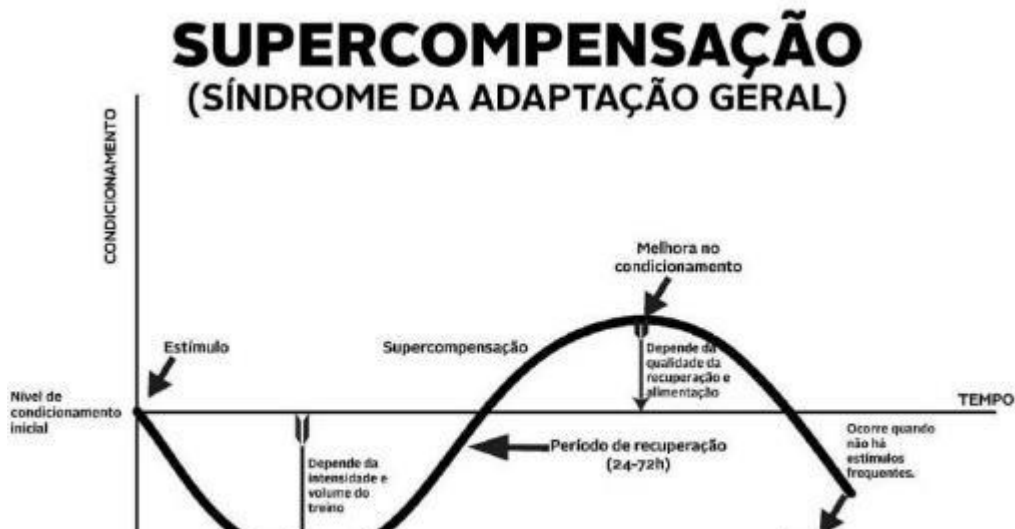 SUPERCOMPENSAÇÃO
(SÍNDROME DA ADAPTAÇÃO GERAL)
CONDICIONAMENTO
Melhora no
condicionamento
Estímulo
Supercompensação
Depende da
qualidade da
recuperação e
alimentação
Nível de
condicionamento
inicial
TEMPO
Ocorre quando
não há
estímulos
frequentes.
Período de recuperação
(24-72h)
Depende da
intensidade e
volume do
treino